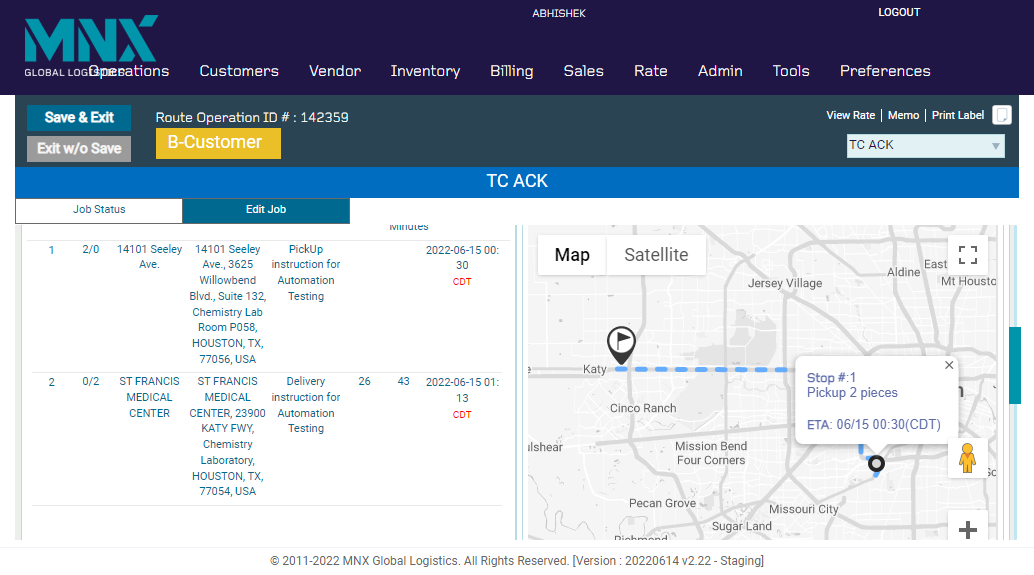 ABHISHEK
LOGOUT
MNX
GLOBAL LOGISTICS
Operations Customers Vendor Inventory Billing Sales Rate Admin Tools Preferences
Save & Exit
Exit w/o Save
Route Operation ID # : 142359
B-Customer
View Rate | Memo | Print Label
TC ACK
TC ACK
Job Status
Edit Job
Minutes
1
2/0
14101 Seeley
Ave.
14101 Seeley
Ave., 3625
Willowbend
Blvd., Suite 132,
Chemistry Lab
Room P058,
HOUSTON, TX,
77056, USA
PickUp
instruction for
Automation
Testing
2022-06-15 00:
30
CDT
2
0/2
ST FRANCIS
MEDICAL
CENTER
ST FRANCIS
MEDICAL
CENTER, 23900
KATY FWY,
Chemistry
Laboratory,
HOUSTON, TX,
77054, USA
Delivery
instruction for
Automation
Testing
26
43
2022-06-15 01:
13
CDT
Map
Satellite
Jersey Village
Aldine
East
Mt Housto
Katy
Cinco Ranch
Stop #:1
Pickup 2 pieces
ETA: 06/15 00:30(CDT)
ulshear
Mission Bend
Four Corners
Pecan Grove
Missouri City
Sugar Land
Richmond
© 2011-2022 MNX Global Logistics. All Rights Reserved. [Version : 20220614 v2.22 - Staging]